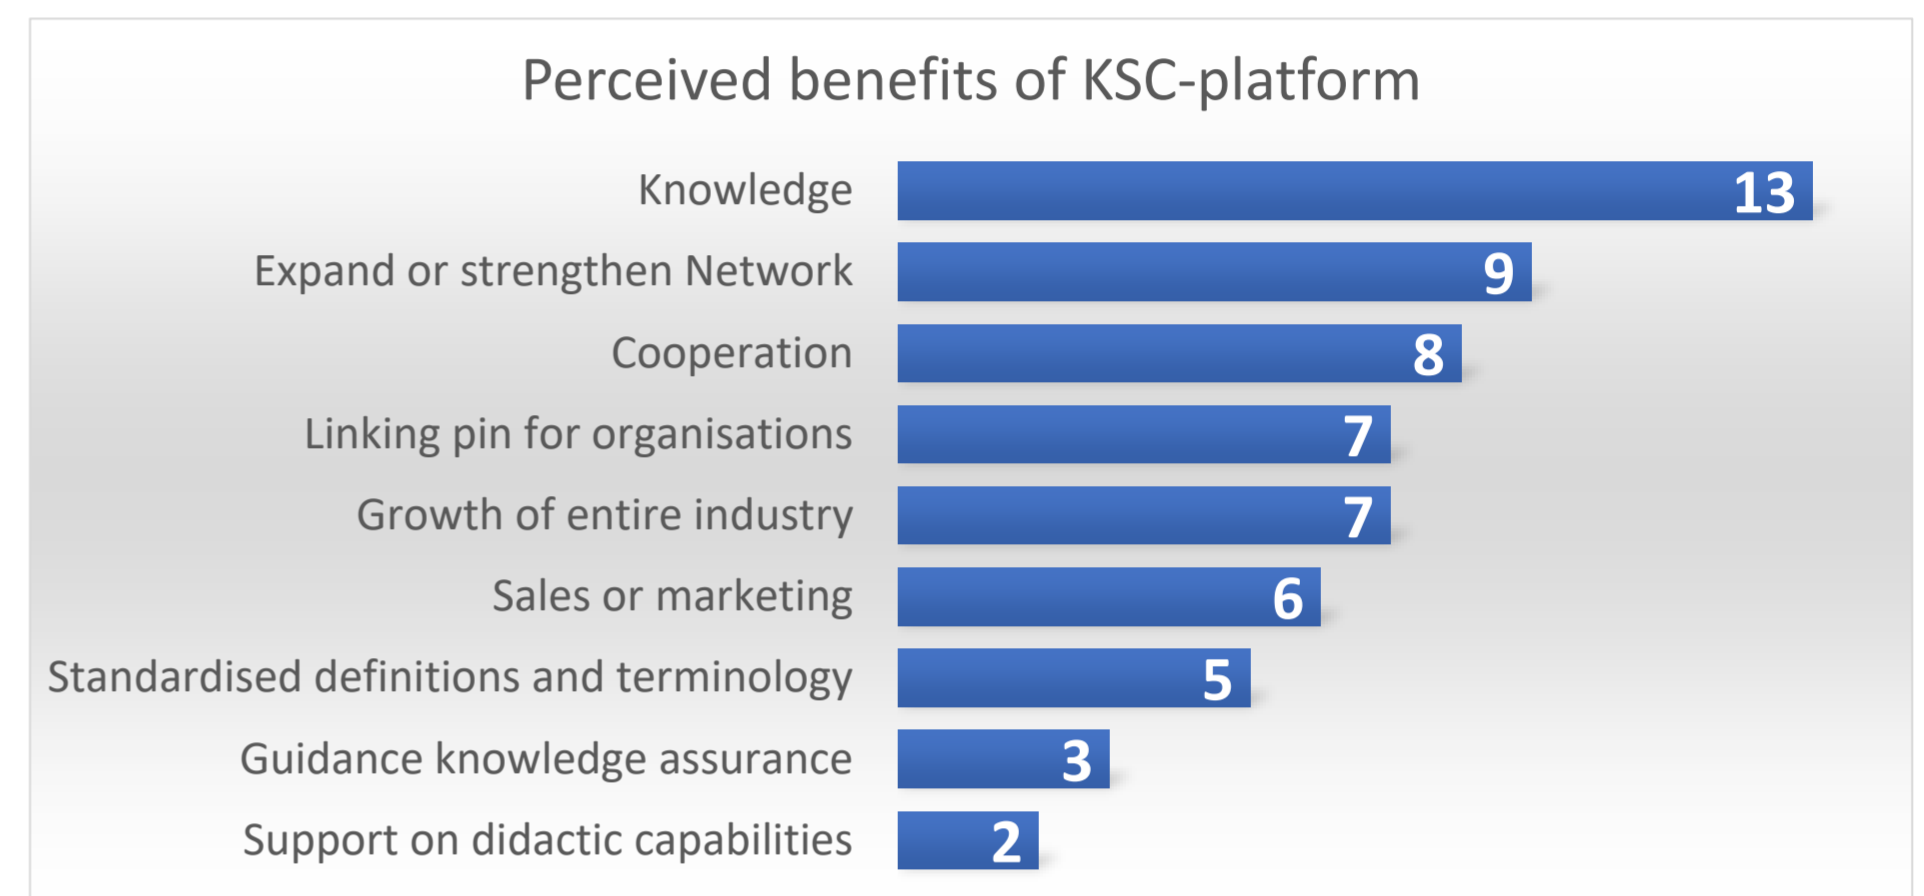 Perceived benefits of KSC-platform
Knowledge 13
Expand or strengthen Network 9
Cooperation 8
Linking pin for organisations 7
Growth of entire industry 7
Sales or marketing 6
Standardised definitions and terminology 5
Guidance knowledge assurance 3
Support on didactic capabilities 2